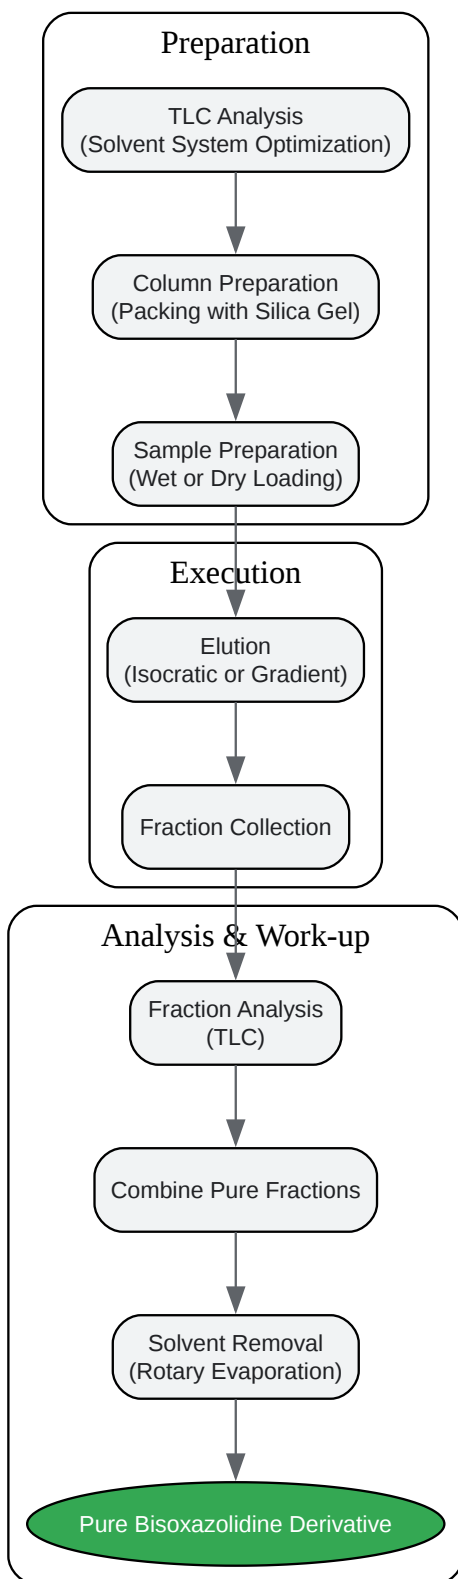 Preparation
TLC Analysis
(Solvent System Optimization)
Column Preparation
(Packing with Silica Gel)
Sample Preparation
(Wet or Dry Loading)
Execution
Elution
(Isocratic or Gradient)
Fraction Collection
Analysis & Work-up
Fraction Analysis
(TLC)
Combine Pure Fractions
Solvent Removal
(Rotary Evaporation)
Pure Bisoxazolidine Derivative